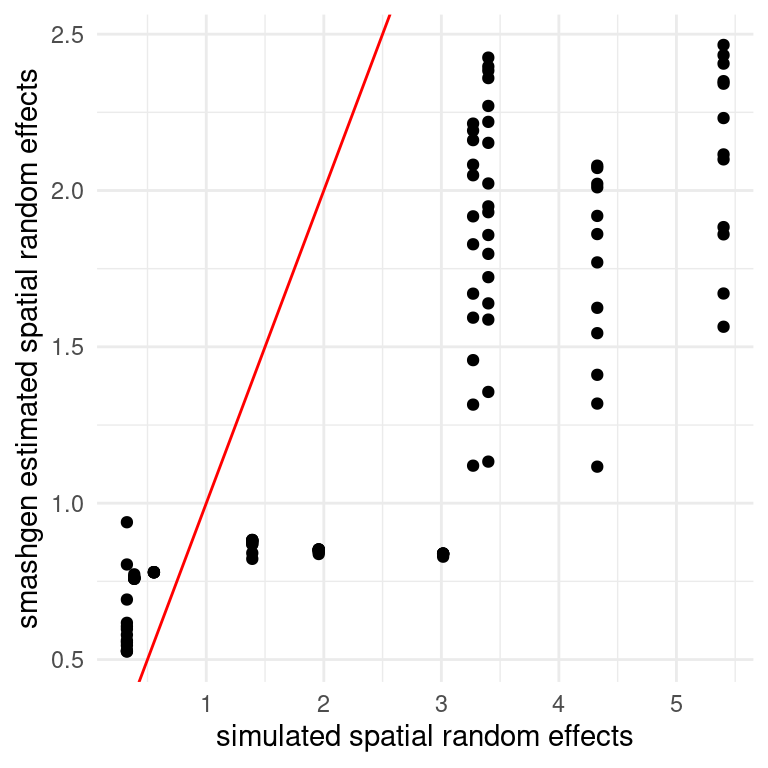 2.5
2.0
1.5
1.0
0.5
smashgen estimated spatial random effects
1 2 3 4 5
simulated spatial random effects